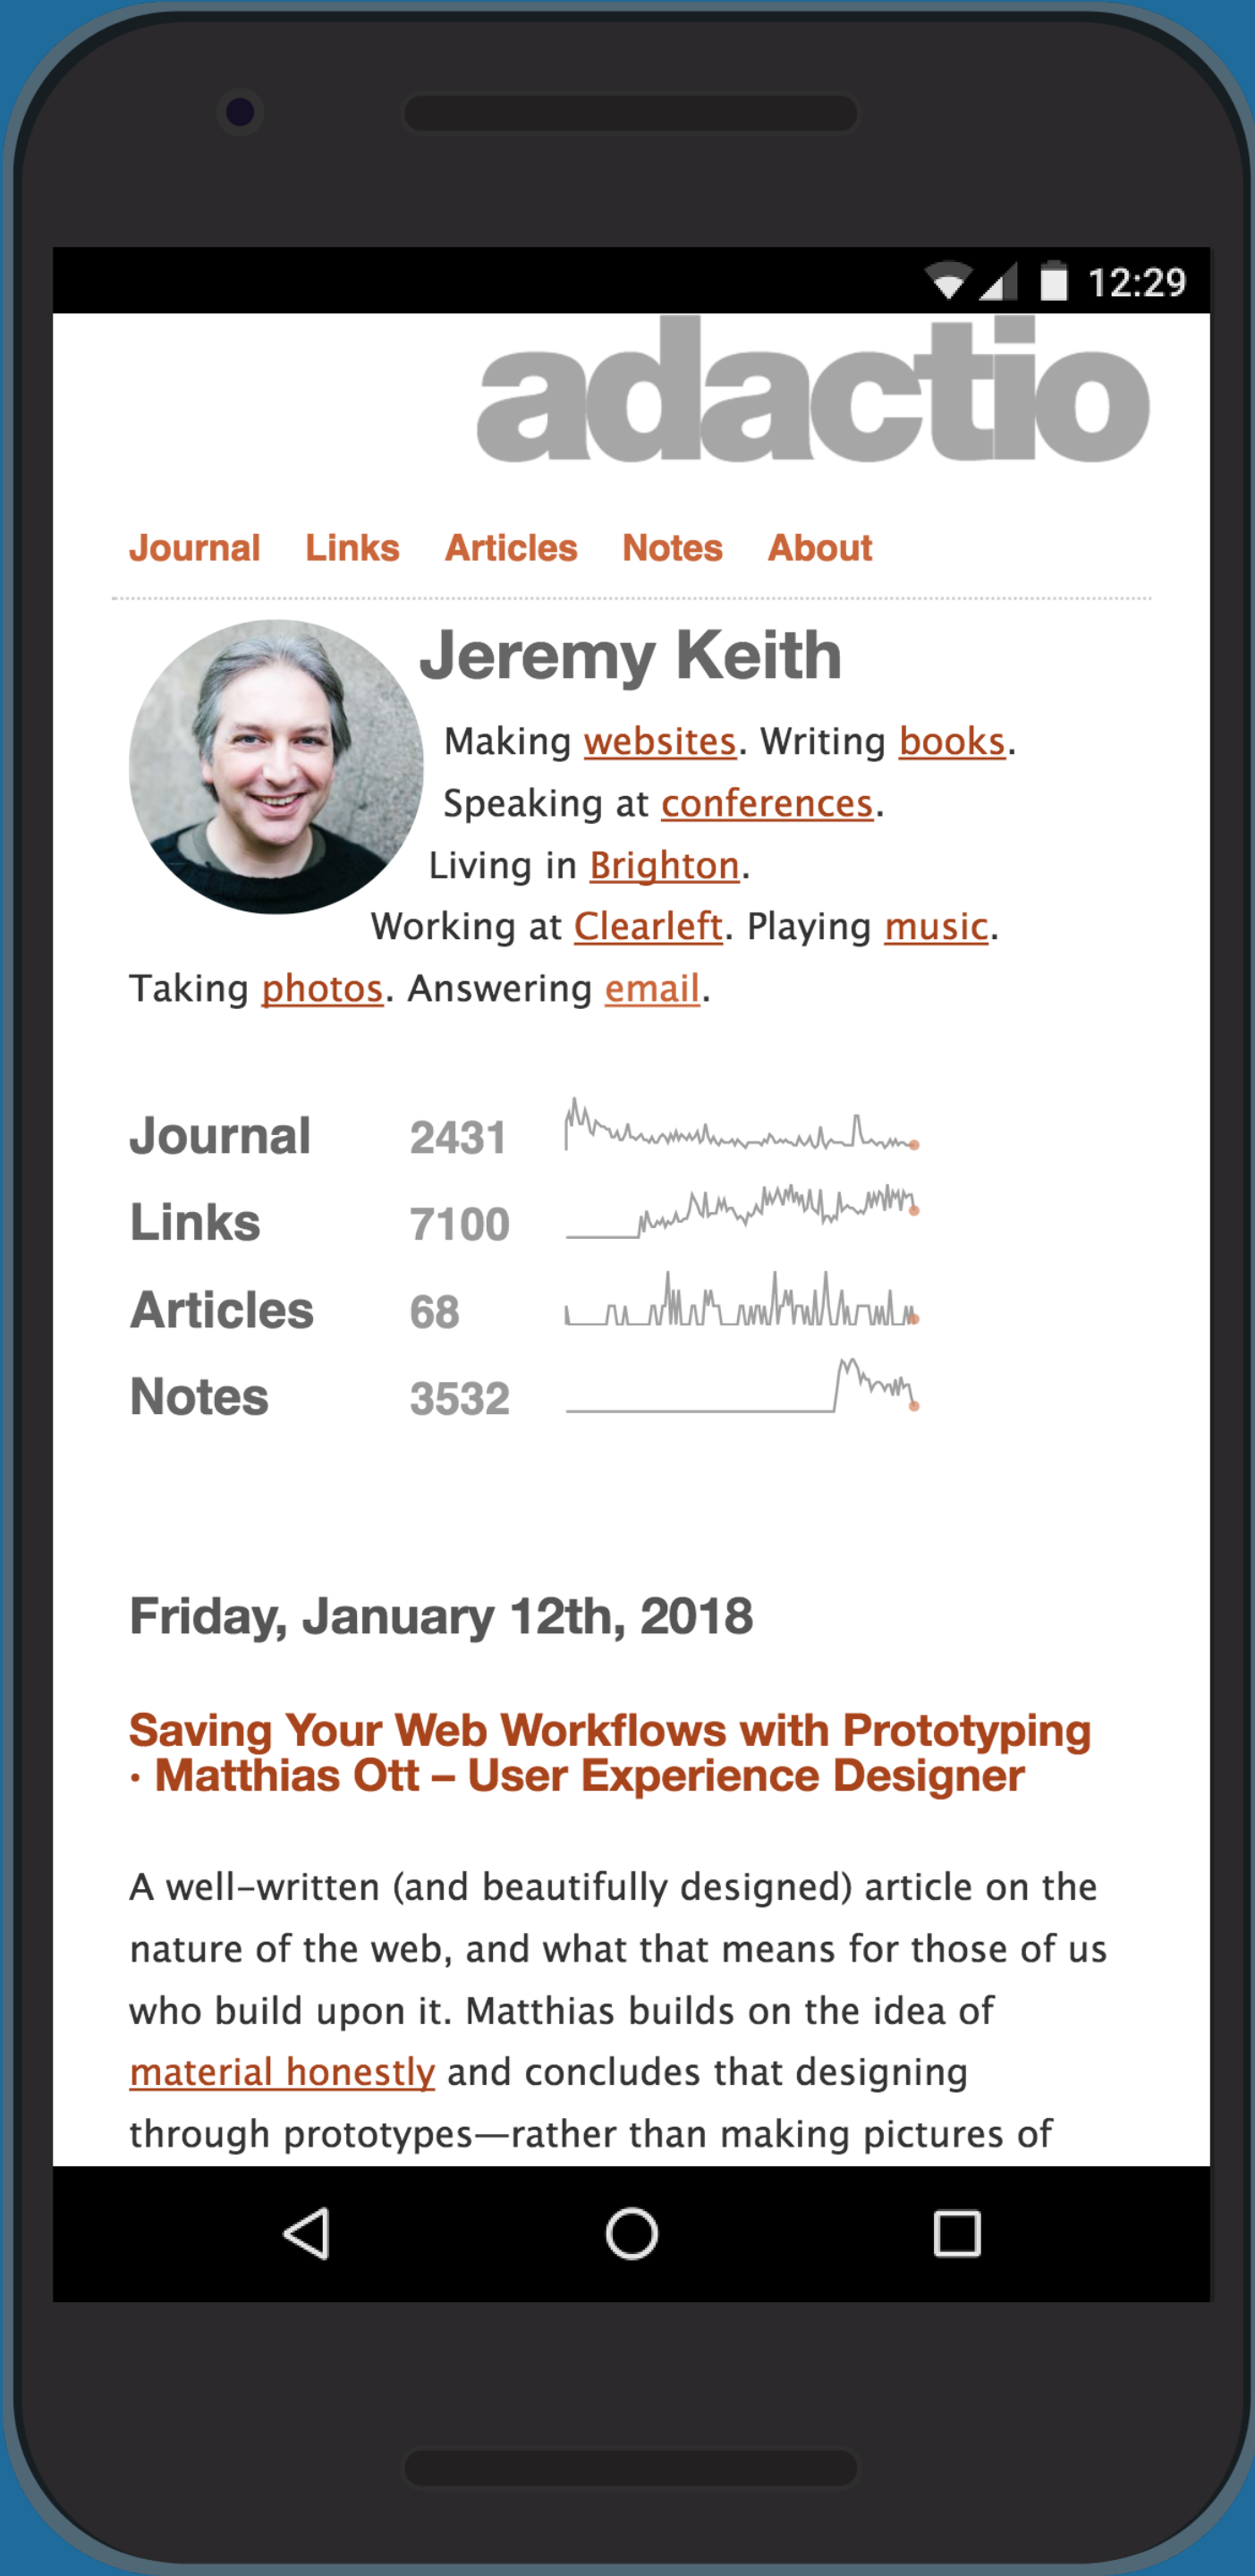 12:29
adactio
Journal Links Articles Notes About
Jeremy Keith
Making websites. Writing books.
Speaking at conferences.
Living in Brighton.
Working at Clearleft. Playing music.
Taking photos. Answering email.
Journal 2431
Links 7100
Articles 68
Notes 3532
Friday, January 12th, 2018
Saving Your Web Workflows with Prototyping
· Matthias Ott – User Experience Designer
A well-written (and beautifully designed) article on the
nature of the web, and what that means for those of us
who build upon it. Matthias builds on the idea of
material honestly and concludes that designing
through prototypes—rather than making pictures of